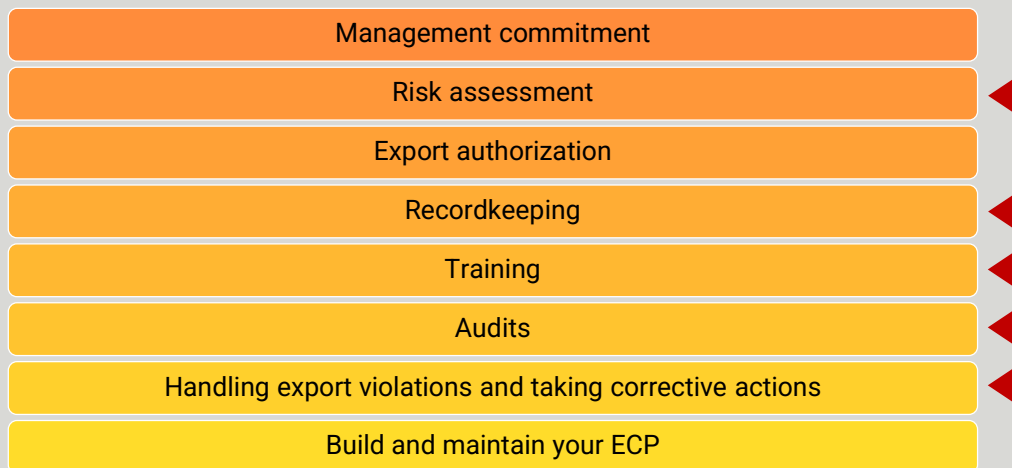 Management commitment
Risk assessment
Export authorization
Recordkeeping
Training
Audits
Handling export violations and taking corrective actions
Build and maintain your ECP